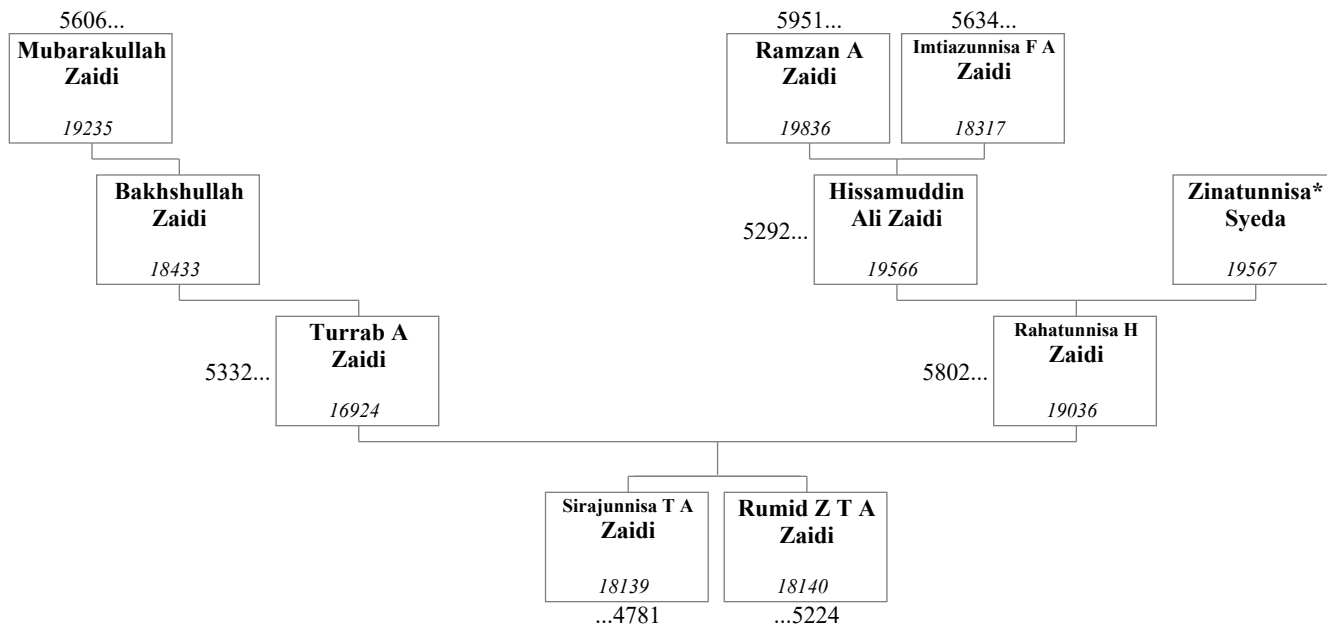 5606...
Mubarakullah
Zaidi
19235
5951...
Ramzan A
Zaidi
19836
5634...
Imtiazunnisa F A
Zaidi
18317
Bakhshullah
Zaidi
18433
5292...
Hissamuddin
Ali Zaidi
19566
Zinatunnisa*
Syeda
19567
5332...
Turrab A
Zaidi
16924
5802...
Rahatunnisa H
Zaidi
19036
Sirajunnisa T A
Zaidi
18139
...4781
Rumid Z T A
Zaidi
18140
...5224